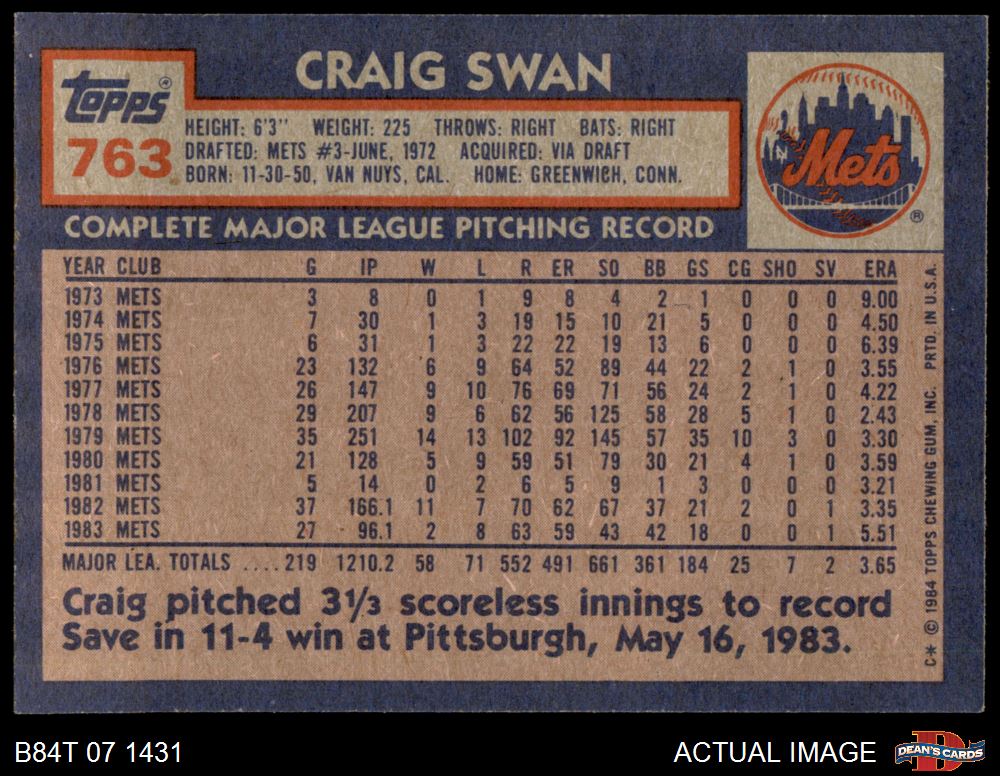 CRAIG SWAN
Topps®
763
HEIGHT: 6'3" WEIGHT: 225 THROWS: RIGHT BATS: RIGHT
DRAFTED: METS #3-JUNE, 1972 ACQUIRED: VIA DRAFT
BORN: 11-30-50, VAN NUYS, CAL. HOME: GREENWICH, CONN.
Mets
®
COMPLETE MAJOR LEAGUE PITCHING RECORD
YEAR CLUB G IP W L R ER SO BB GS CG SHO SV ERA
1973 METS 3 8 0 1 9 8 4 2 1 0 0 0 9.00
1974 METS 7 30 1 3 19 15 10 21 5 0 0 0 4.50
1975 METS 6 31 1 3 22 22 19 13 6 0 0 0 6.39
1976 METS 23 132 6 9 64 52 89 44 22 2 1 0 3.55
1977 METS 26 147 9 10 76 69 71 56 24 2 1 0 4.22
1978 METS 29 207 9 6 62 56 125 58 28 5 1 0 2.43
1979 METS 35 251 14 13 102 92 145 57 35 10 3 0 3.30
1980 METS 21 128 5 9 59 51 79 30 21 4 1 0 3.59
1981 METS 5 14 0 2 6 5 9 1 3 0 0 0 3.21
1982 METS 37 166.1 11 7 70 62 67 37 21 2 0 1 3.35
1983 METS 27 96.1 2 8 63 59 43 42 18 0 0 1 5.51
MAJOR LEA. TOTALS ....219 1210.2 58 71 552 491 661 361 184 25 7 2 3.65
Craig pitched 3⅓ scoreless innings to record
Save in 11-4 win at Pittsburgh, May 16, 1983.
C* © 1984 TOPPS CHEWING GUM, INC. PRTD. IN U.S.A.
B84T 07 1431
ACTUAL IMAGE
DEAN'S CARDS